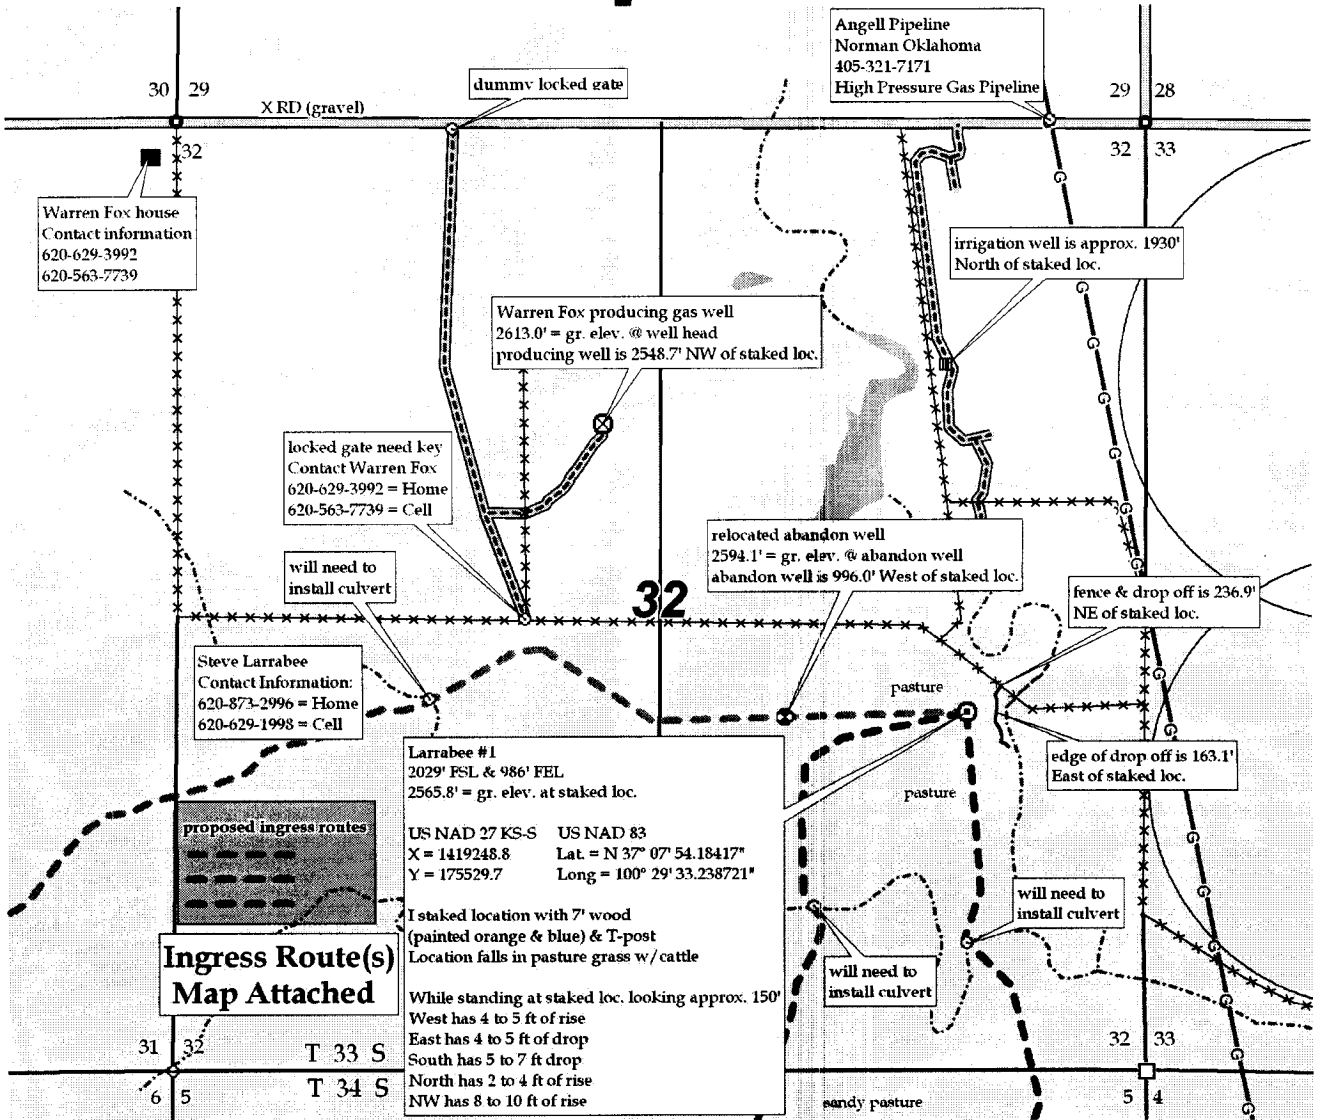 Angell Pipeline
Norman Oklahoma
405-321-7171
High Pressure Gas Pipeline
dummy locked gate
30 29
X RD (gravel)
29 28
32
32 33
Warren Fox house
Contact information
620-629-3992
620-563-7739
irrigation well is approx. 1930'
North of staked loc.
Warren Fox producing gas well
2613.0' = gr. elev. @ well head
producing well is 2548.7' NW of staked loc.
locked gate need key
Contact Warren Fox
620-629-3992 = Home
620-563-7739 = Cell
relocated abandon well
2594.1' = gr. elev. @ abandon well
abandon well is 996.0' West of staked loc.
will need to
install culvert
32
fence & drop off is 236.9'
NE of staked loc.
Steve Larrabee
Contact Information:
620-873-2996 = Home
620-629-1998 = Cell
pasture
edge of drop off is 163.1'
East of staked loc.
pasture
Larrabee #1
2029' FSL & 986' FEL
2565.8' = gr. elev. at staked loc.
US NAD 27 KS-S US NAD 83
X = 1419248.8 Lat. = N 37° 07' 54.18417"
Y = 175529.7 Long = 100° 29' 33.238721"
I staked location with 7' wood
(painted orange & blue) & T-post
Location falls in pasture grass w/cattle
While standing at staked loc. looking approx. 150'
West has 4 to 5 ft of rise
East has 4 to 5 ft of drop
South has 5 to 7 ft drop
North has 2 to 4 ft of rise
NW has 8 to 10 ft of rise
proposed ingress routes
will need to
install culvert
will need to
install culvert
Ingress Route(s)
Map Attached
31 32
T 33 S
T 34 S
6 5
32 33
5 4
sandy pasture
G
G
G
G
G
G
G
G
G
G
G
G
G
G